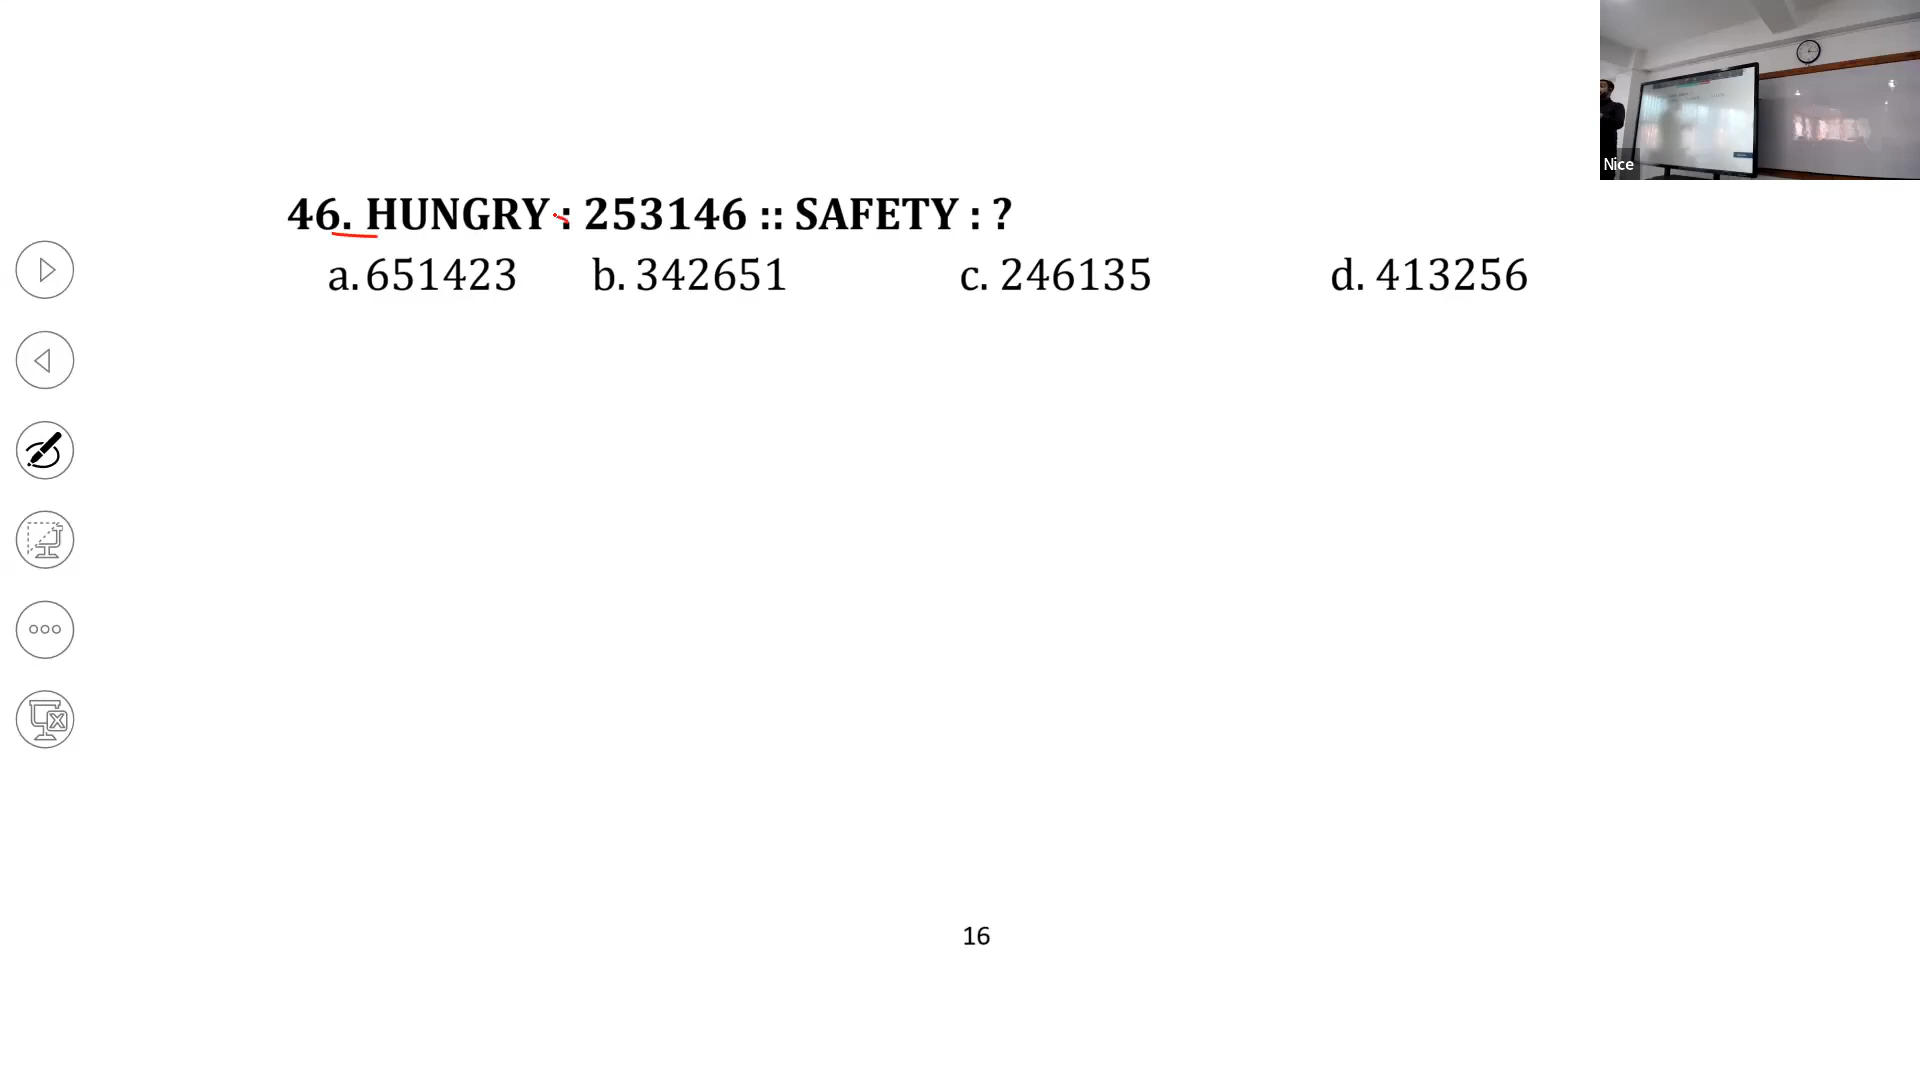 Nice
46. HUNGRY : 253146 :: SAFETY : ?
a. 651423 b. 342651 c. 246135 d. 413256
16